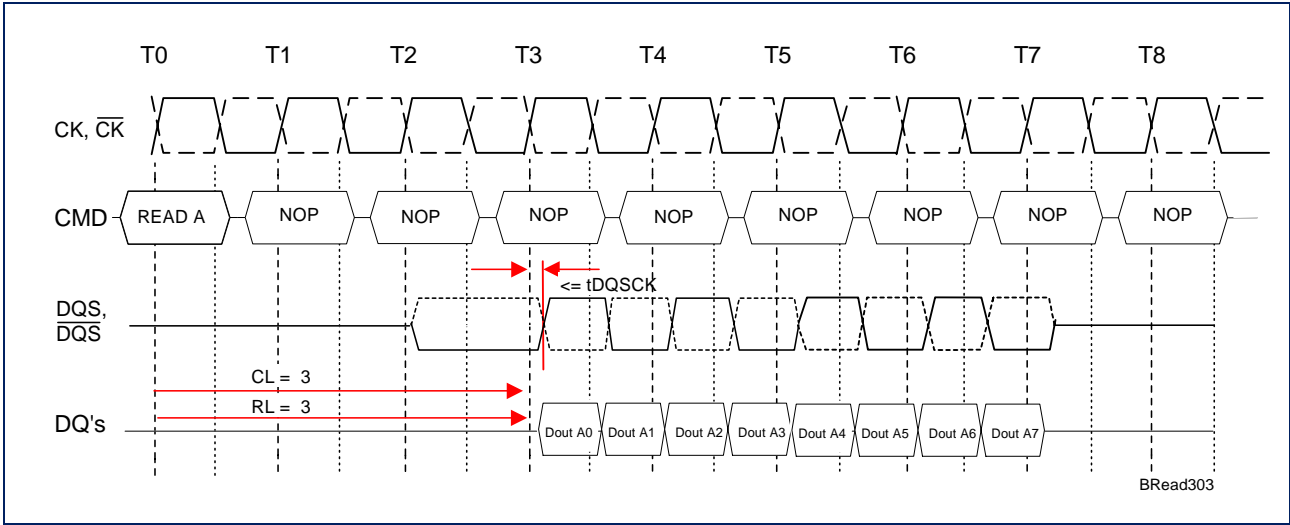 T0 T1 T2 T3 T4 T5 T6 T7 T8
CK, CK
CMD READ A NOP NOP NOP NOP NOP NOP NOP NOP
<= tDQSCK
DQS,
DQS
CL = 3
RL = 3
DQ's Dout A0 Dout A1 Dout A2 Dout A3 Dout A4 Dout A5 Dout A6 Dout A7
BRead303